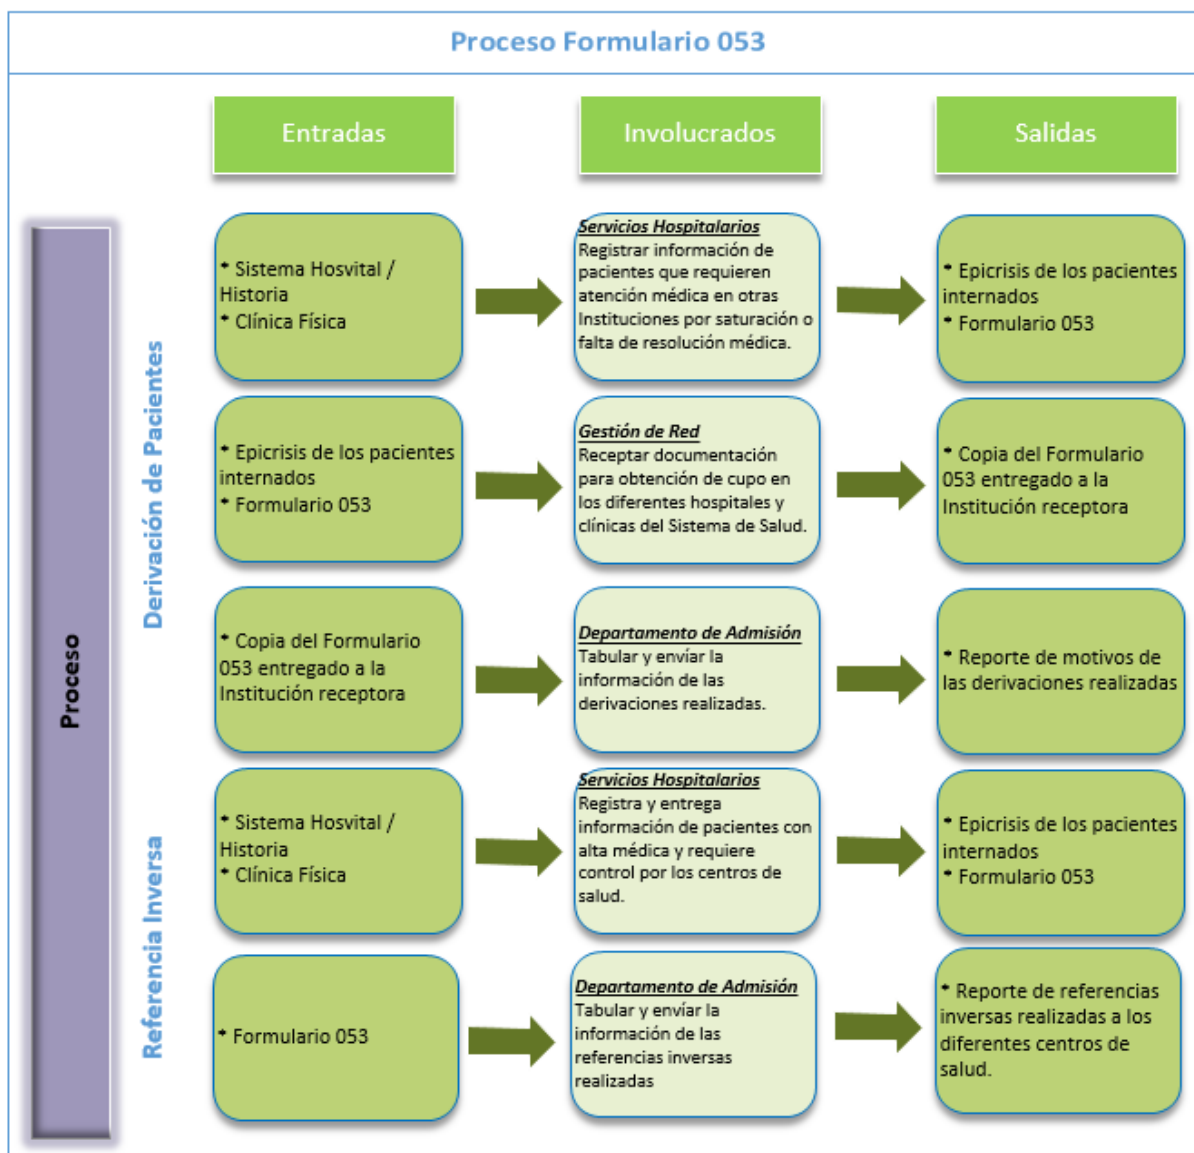 Proceso Formulario 053
Entradas
Involucrados
Salidas
Proceso
Derivación de Pacientes
* Sistema Hosvital /
Historia
* Clínica Física
Servicios Hospitalarios
Registrar información de
pacientes que requieren
atención médica en otras
Instituciones por saturación o
falta de resolución médica.
* Epicrisis de los pacientes
internados
* Formulario 053
* Epicrisis de los pacientes
internados
* Formulario 053
Gestión de Red
Receptar documentación
para obtención de cupo en
los diferentes hospitales y
clínicas del Sistema de Salud.
* Copia del Formulario
053 entregado a la
Institución receptora
* Copia del Formulario
053 entregado a la
Institución receptora
Departamento de Admisión
Tabular y envíar la
información de las
derivaciones realizadas.
* Reporte de motivos de
las derivaciones realizadas
Referencia Inversa
* Sistema Hosvital /
Historia
* Clínica Física
Servicios Hospitalarios
Registra y entrega
información de pacientes con
alta médica y requiere
control por los centros de
salud.
* Epicrisis de los pacientes
internados
* Formulario 053
* Formulario 053
Departamento de Admisión
Tabular y envíar la
información de las
referencias inversas
realizadas
* Reporte de referencias
inversas realizadas a los
diferentes centros de
salud.